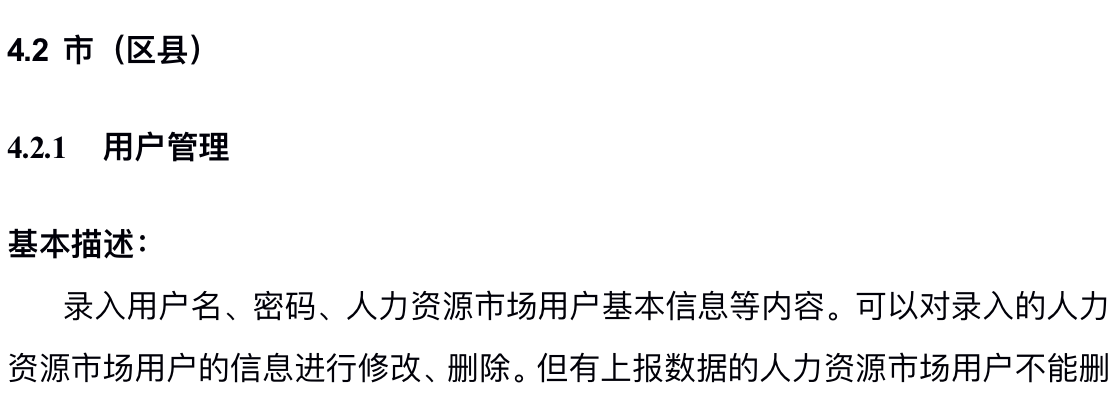 4.2 市（区县）
4.2.1 用户管理
基本描述：
录入用户名、密码、人力资源市场用户基本信息等内容。可以对录入的人力
资源市场用户的信息进行修改、删除。但有上报数据的人力资源市场用户不能删